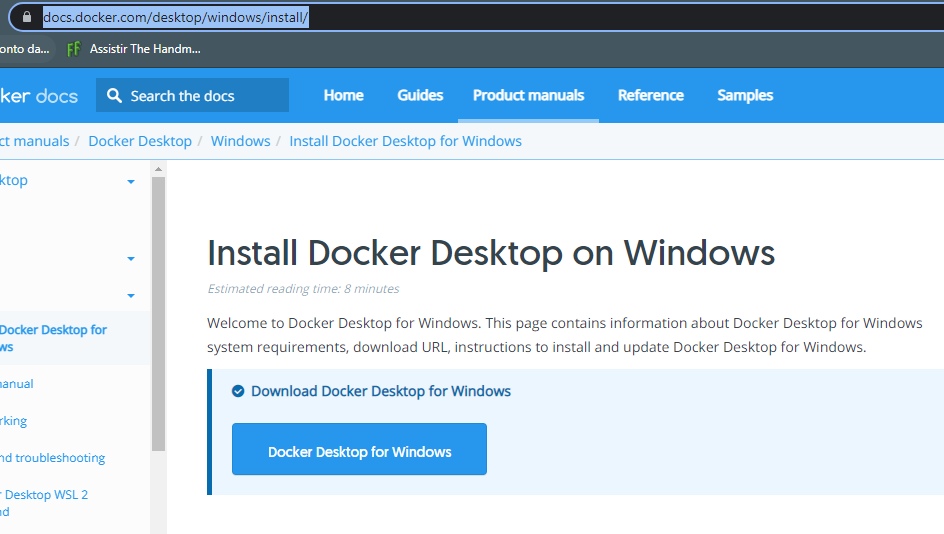 docs.docker.com/desktop/windows/install/
onto da...
FF Assistir The Handm...
ker docs
Search the docs
Home Guides Product manuals Reference Samples
ct manuals / Docker Desktop / Windows / Install Docker Desktop for Windows
ktop
Docker Desktop for
ws
manual
rking
nd troubleshooting
r Desktop WSL 2
nd
Install Docker Desktop on Windows
Estimated reading time: 8 minutes
Welcome to Docker Desktop for Windows. This page contains information about Docker Desktop for Windows
system requirements, download URL, instructions to install and update Docker Desktop for Windows.
Download Docker Desktop for Windows
Docker Desktop for Windows